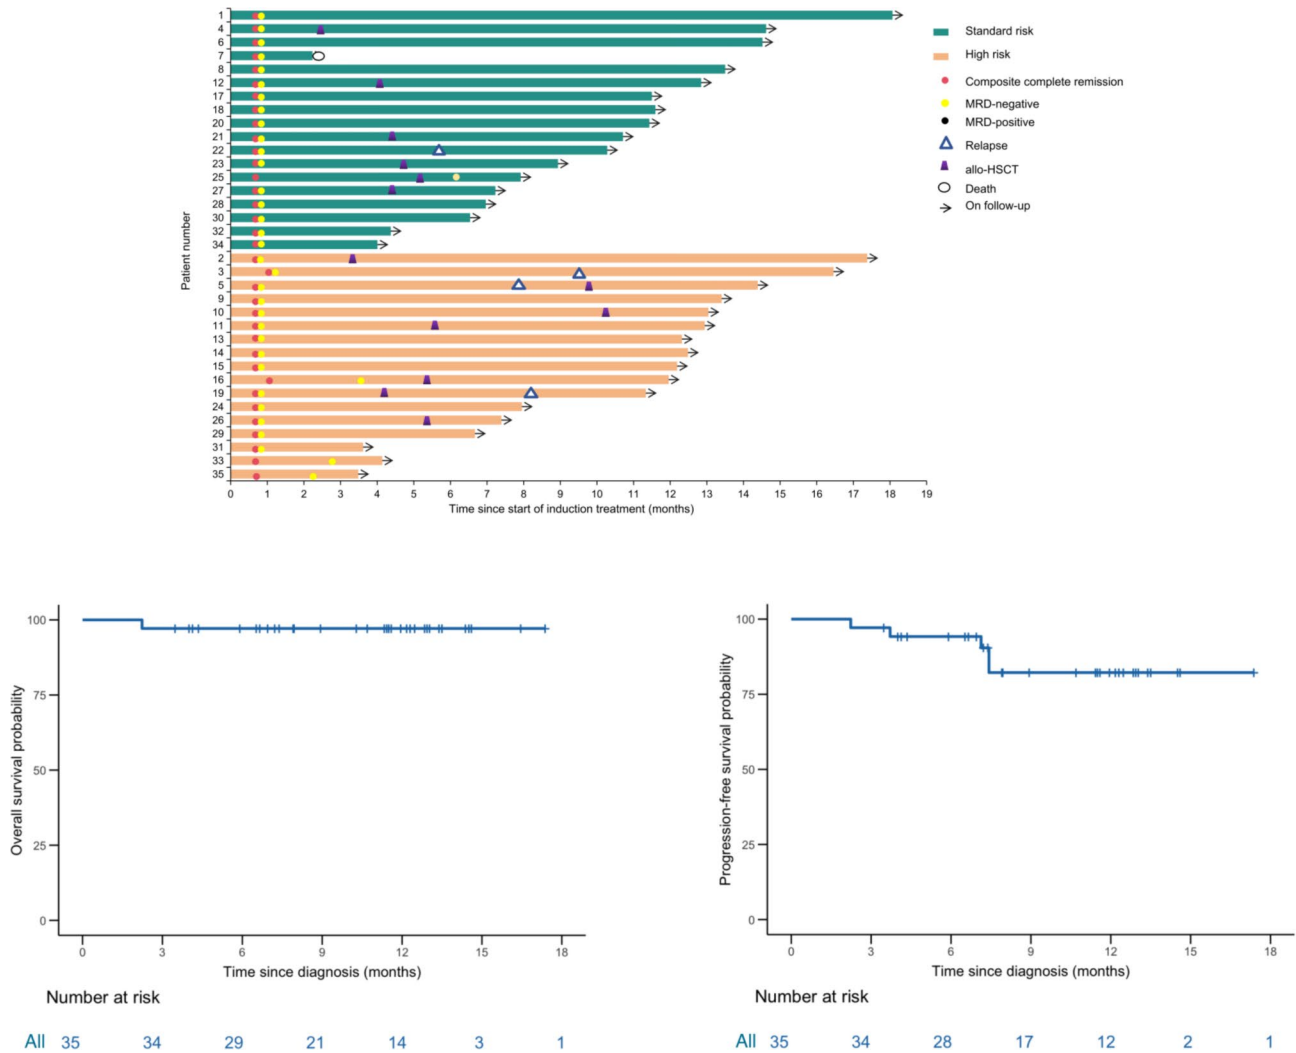 1
4
6
7
8
12
17
18
20
21
22
23
25
27
28
30
32
34
2
3
5
9
10
11
13
14
15
16
19
24
26
29
31
33
35
Patient number
0 1 2 3 4 5 6 7 8 9 10 11 12 13 14 15 16 17 18 19
Time since start of induction treatment (months)
Standard risk
High risk
Composite complete remission
MRD-negative
MRD-positive
Relapse
allo-HSCT
Death
On follow-up
Overall survival probability
100
75
50
25
0
0 3 6 9 12 15 18
Time since diagnosis (months)
Number at risk
All 35 34 29 21 14 3 1
Progression-free survival probability
100
75
50
25
0
0 3 6 9 12 15 18
Time since diagnosis (months)
Number at risk
All 35 34 28 17 12 2 1